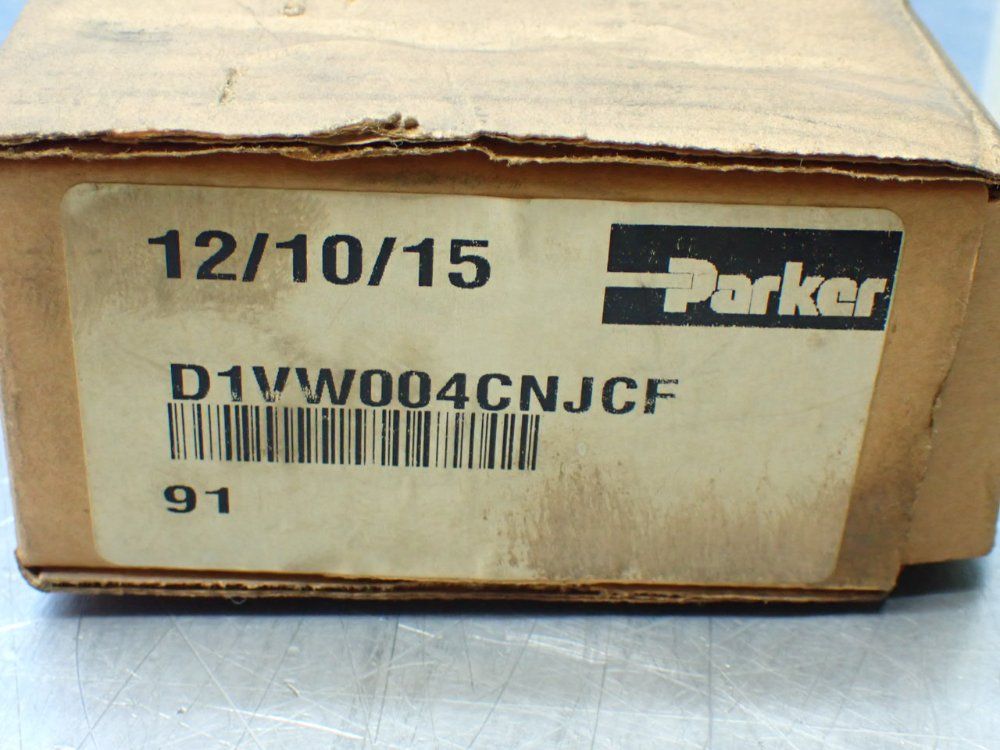 12/10/15
Parker
D1VW004CNJCF
91